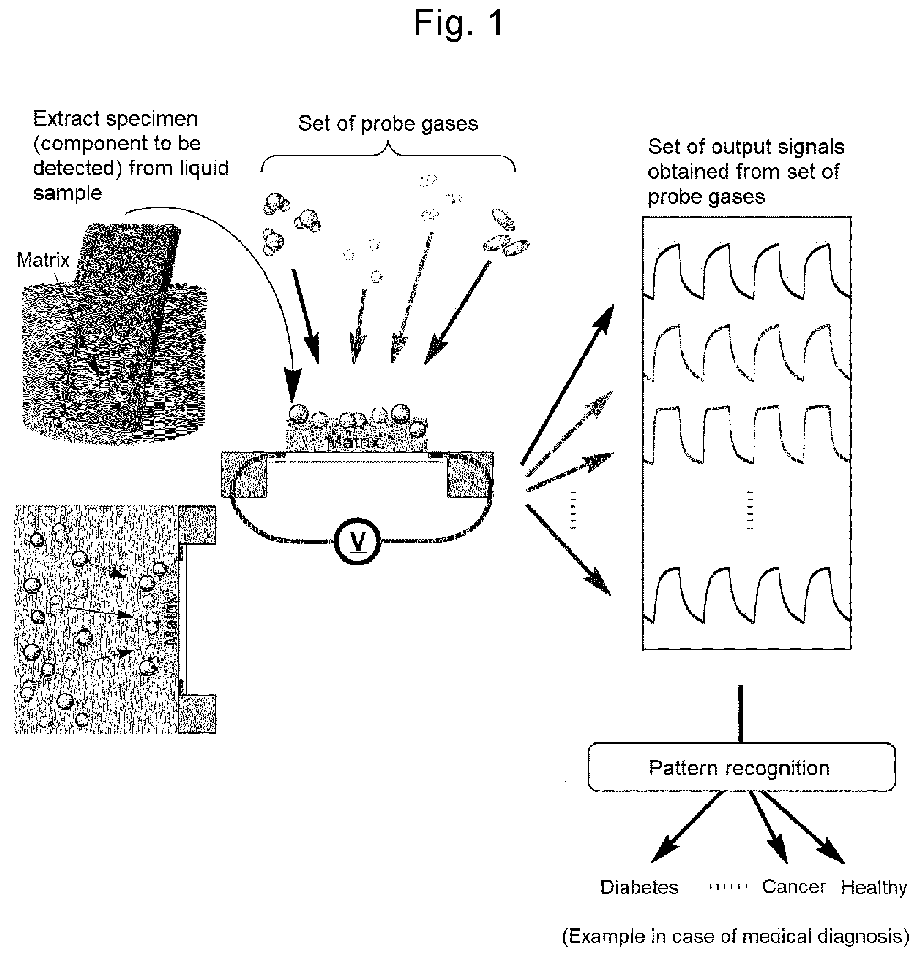 Fig. 1
Extract specimen
(component to be
detected) from liquid
sample
Set of probe gases
Set of output signals
obtained from set of
probe gases
Matrix
Matrix
V
Matrix
Pattern recognition
Diabetes
Cancer
Healthy
(Example in case of medical diagnosis)